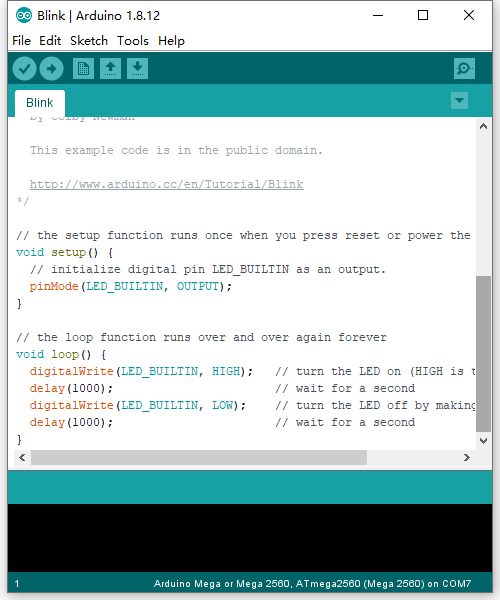 Blink | Arduino 1.8.12
File Edit Sketch Tools Help
Blink
by Colby Newman
This example code is in the public domain.
http://www.arduino.cc/en/Tutorial/Blink
*/
// the setup function runs once when you press reset or power the
void setup() {
// initialize digital pin LED_BUILTIN as an output.
pinMode(LED_BUILTIN, OUTPUT);
}
// the loop function runs over and over again forever
void loop() {
digitalWrite(LED_BUILTIN, HIGH);   // turn the LED on (HIGH is t
delay(1000);                       // wait for a second
digitalWrite(LED_BUILTIN, LOW);    // turn the LED off by making
delay(1000);                       // wait for a second
}
1 Arduino Mega or Mega 2560, ATmega2560 (Mega 2560) on COM7